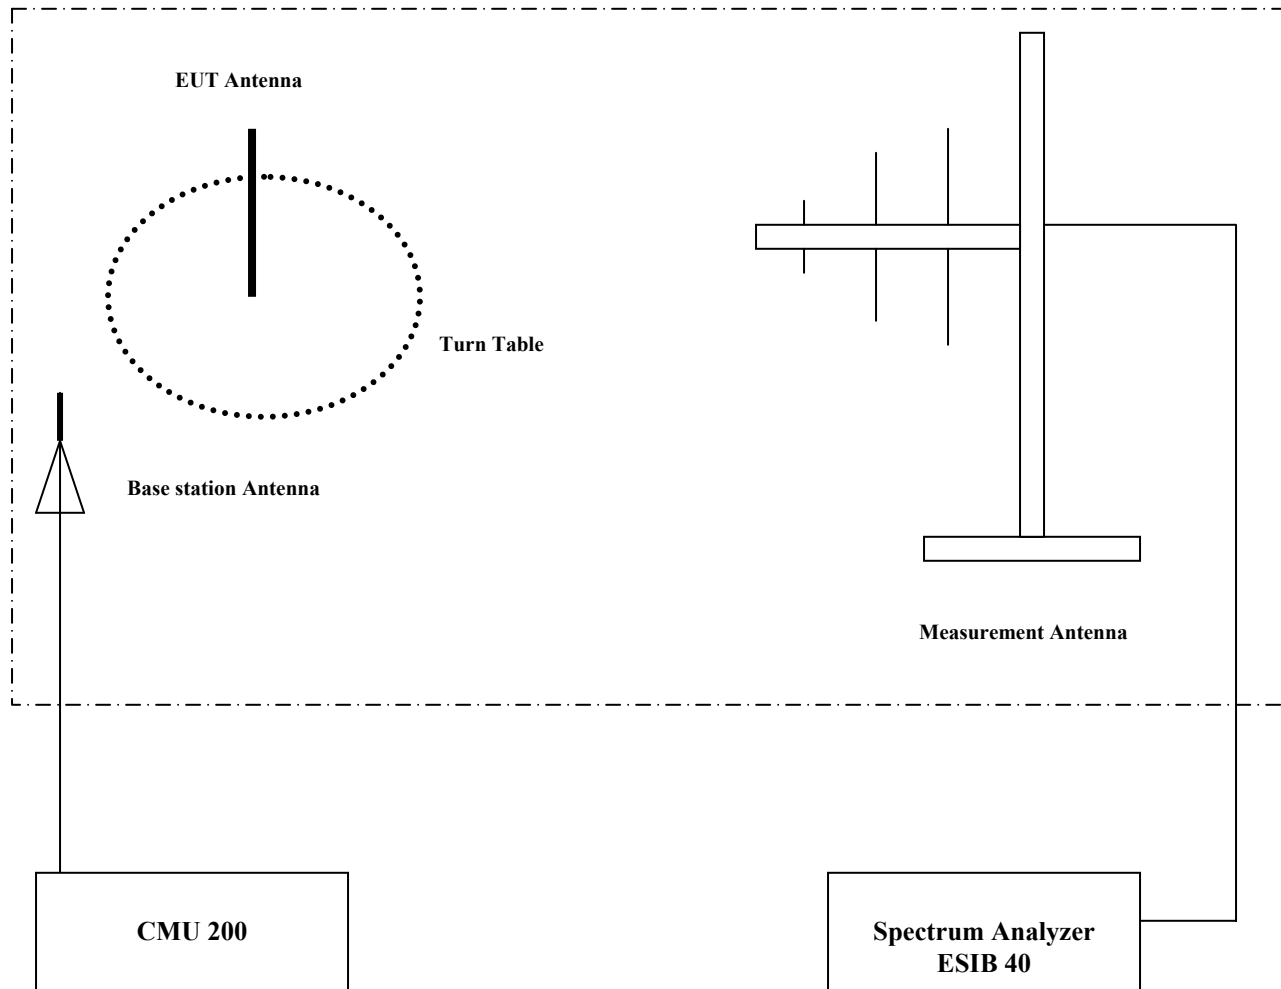 EUT Antenna
Turn Table
Base station Antenna
Measurement Antenna
CMU 200
Spectrum Analyzer
ESIB 40